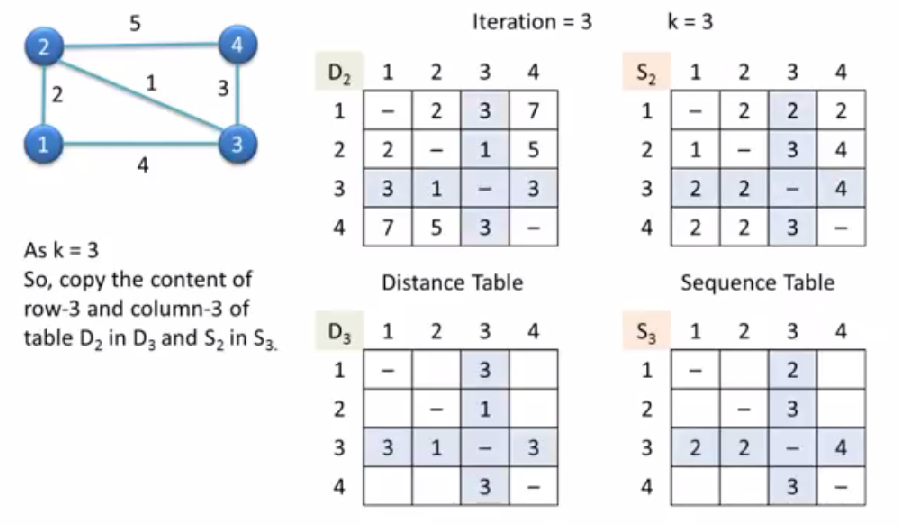 Iteration = 3 k = 3
5
2 4
2 1 3
1 3
4
D₂ 1 2 3 4
1 – 2 3 7
2 2 – 1 5
3 3 1 – 3
4 7 5 3 –
S₂ 1 2 3 4
1 – 2 2 2
2 1 – 3 4
3 2 2 – 4
4 2 2 3 –
As k = 3
So, copy the content of
row-3 and column-3 of
table D₂ in D₃ and S₂ in S₃.
Distance Table
D₃ 1 2 3 4
1 – 3
2 – 1
3 3 1 – 3
4 3 –
Sequence Table
S₃ 1 2 3 4
1 – 2
2 – 3
3 2 2 – 4
4 3 –